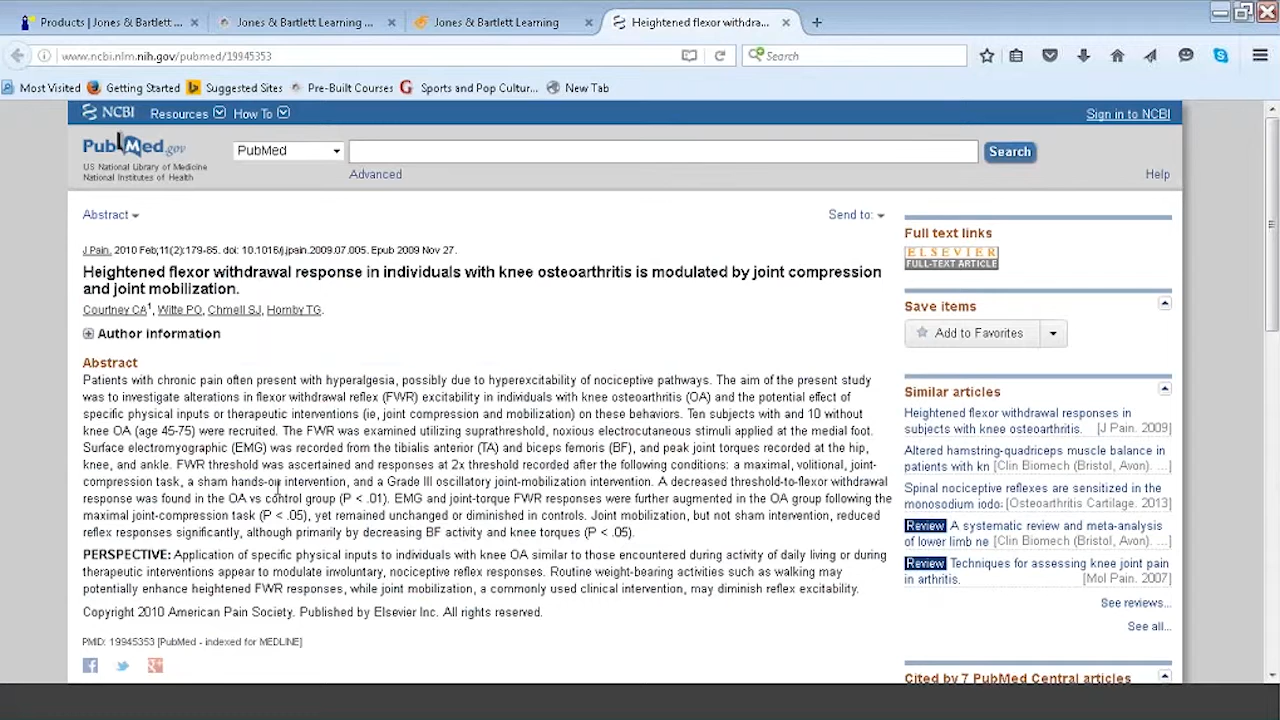 Products | Jones & Bartlett ... × Jones & Bartlett Learning ... × Jones & Bartlett Learning × Heightened flexor withdra... × +
www.ncbi.nlm.nih.gov/pubmed/19945353 Search
Most Visited Getting Started Suggested Sites Pre-Built Courses Sports and Pop Cultur... New Tab
NCBI Resources How To Sign in to NCBI
PubMed.gov
US National Library of Medicine
National Institutes of Health
PubMed Search
Advanced Help
Abstract Send to:
J Pain. 2010 Feb;11(2):179-85. doi: 10.1016/j.jpain.2009.07.005. Epub 2009 Nov 27.
Heightened flexor withdrawal response in individuals with knee osteoarthritis is modulated by joint compression
and joint mobilization.
Courtney CA1, Witte PO, Chmell SJ, Hornby TG.
Author information
Abstract
Patients with chronic pain often present with hyperalgesia, possibly due to hyperexcitability of nociceptive pathways. The aim of the present study
was to investigate alterations in flexor withdrawal reflex (FWR) excitability in individuals with knee osteoarthritis (OA) and the potential effect of
specific physical inputs or therapeutic interventions (ie, joint compression and mobilization) on these behaviors. Ten subjects with and 10 without
knee OA (age 45-75) were recruited. The FWR was examined utilizing suprathreshold, noxious electrocutaneous stimuli applied at the medial foot.
Surface electromyographic (EMG) was recorded from the tibialis anterior (TA) and biceps femoris (BF), and peak joint torques recorded at the hip,
knee, and ankle. FWR threshold was ascertained and responses at 2x threshold recorded after the following conditions: a maximal, volitional, joint-
compression task, a sham hands-on intervention, and a Grade III oscillatory joint-mobilization intervention. A decreased threshold-to-flexor withdrawal
response was found in the OA vs control group (P < .01). EMG and joint-torque FWR responses were further augmented in the OA group following the
maximal joint-compression task (P < .05), yet remained unchanged or diminished in controls. Joint mobilization, but not sham intervention, reduced
reflex responses significantly, although primarily by decreasing BF activity and knee torques (P < .05).
PERSPECTIVE: Application of specific physical inputs to individuals with knee OA similar to those encountered during activity of daily living or during
therapeutic interventions appear to modulate involuntary, nociceptive reflex responses. Routine weight-bearing activities such as walking may
potentially enhance heightened FWR responses, while joint mobilization, a commonly used clinical intervention, may diminish reflex excitability.
Copyright 2010 American Pain Society. Published by Elsevier Inc. All rights reserved.
PMID: 19945353 [PubMed - indexed for MEDLINE]
Full text links
ELSEVIER
FULL-TEXT ARTICLE
Save items
Add to Favorites
Similar articles
Heightened flexor withdrawal responses in
subjects with knee osteoarthritis. [J Pain. 2009]
Altered hamstring-quadriceps muscle balance in
patients with kn [Clin Biomech (Bristol, Avon). ...]
Spinal nociceptive reflexes are sensitized in the
monosodium iodo: [Osteoarthritis Cartilage. 2013]
Review A systematic review and meta-analysis
of lower limb ne [Clin Biomech (Bristol, Avon). ...]
Review Techniques for assessing knee joint pain
in arthritis. [Mol Pain. 2007]
See reviews...
See all...
Cited by 7 PubMed Central articles